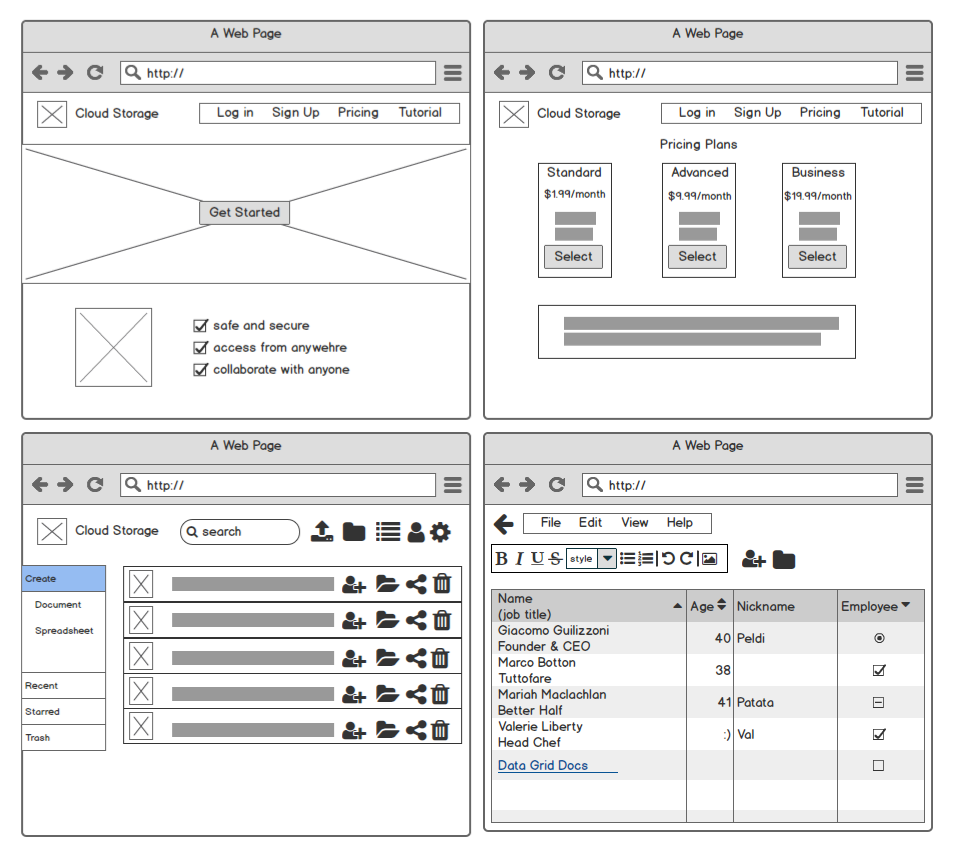 A Web Page
http://
Cloud Storage
Log in Sign Up Pricing Tutorial
Get Started
safe and secure
access from anywehre
collaborate with anyone
A Web Page
http://
Cloud Storage
Log in Sign Up Pricing Tutorial
Pricing Plans
Standard
$1.99/month
Select
Advanced
$9.99/month
Select
Business
$19.99/month
Select
A Web Page
http://
Cloud Storage
search
Create
Document
Spreadsheet
Recent
Starred
Trash
A Web Page
http://
File Edit View Help
B I U S style
Name
(job title)
Age Nickname Employee
Giacomo Guilizzoni
Founder & CEO
40 Peldi
Marco Botton
Tuttofare
38
Mariah Maclachlan
Better Half
41 Patata
Valerie Liberty
Head Chef
:) Val
Data Grid Docs